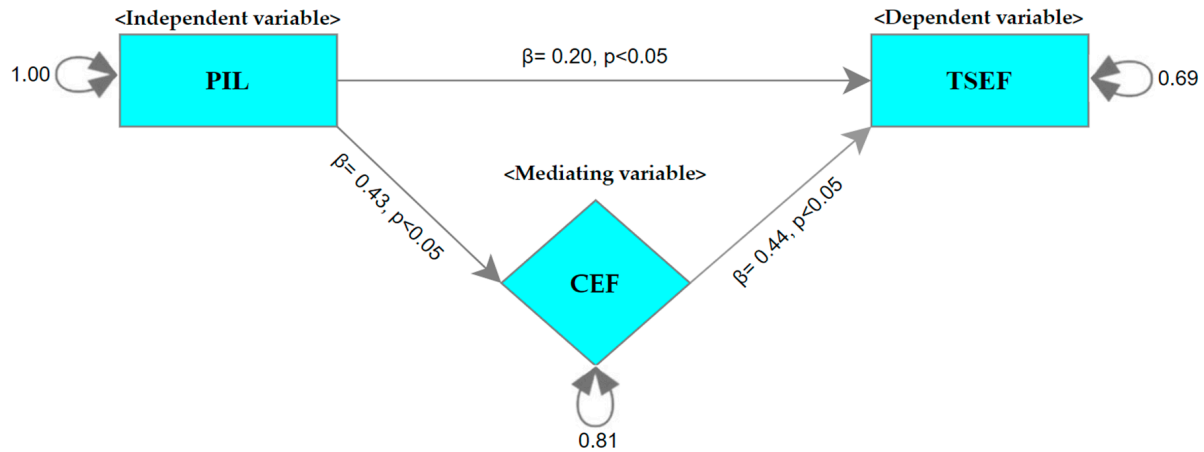 <Independent variable>
<Dependent variable>
1.00
PIL
β= 0.20, p<0.05
TSEF
0.69
β= 0.43, p<0.05
<Mediating variable>
β= 0.44, p<0.05
CEF
0.81